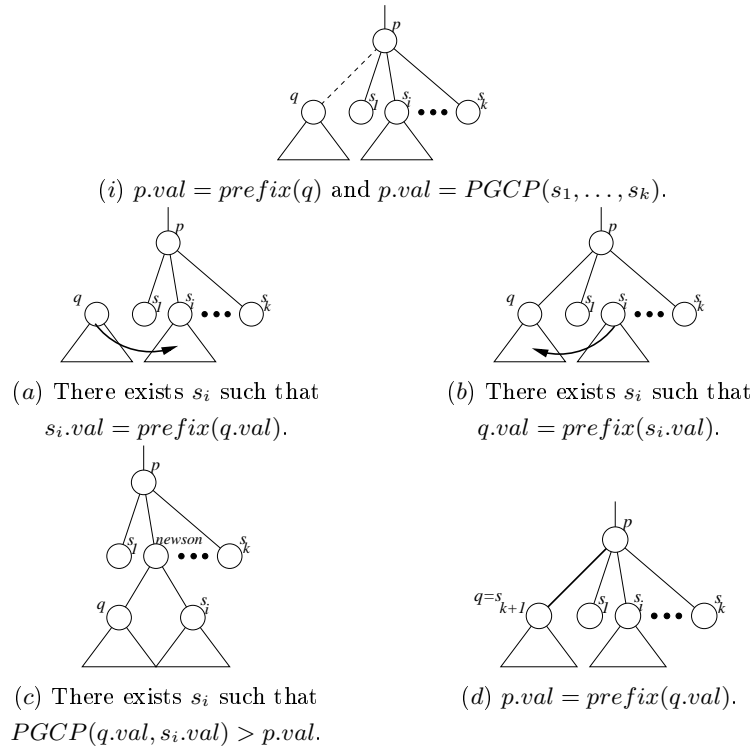 p
q s1 si sk
(i) p.val = prefix(q) and p.val = PGCP(s1, . . . , sk).
p
q s1 si sk
(a) There exists si such that
si.val = prefix(q.val).
p
q s1 si sk
(b) There exists si such that
q.val = prefix(si.val).
p
s1 newson sk
q si
(c) There exists si such that
PGCP(q.val, si.val) > p.val.
p
q=sk+1 s1 si sk
(d) p.val = prefix(q.val).